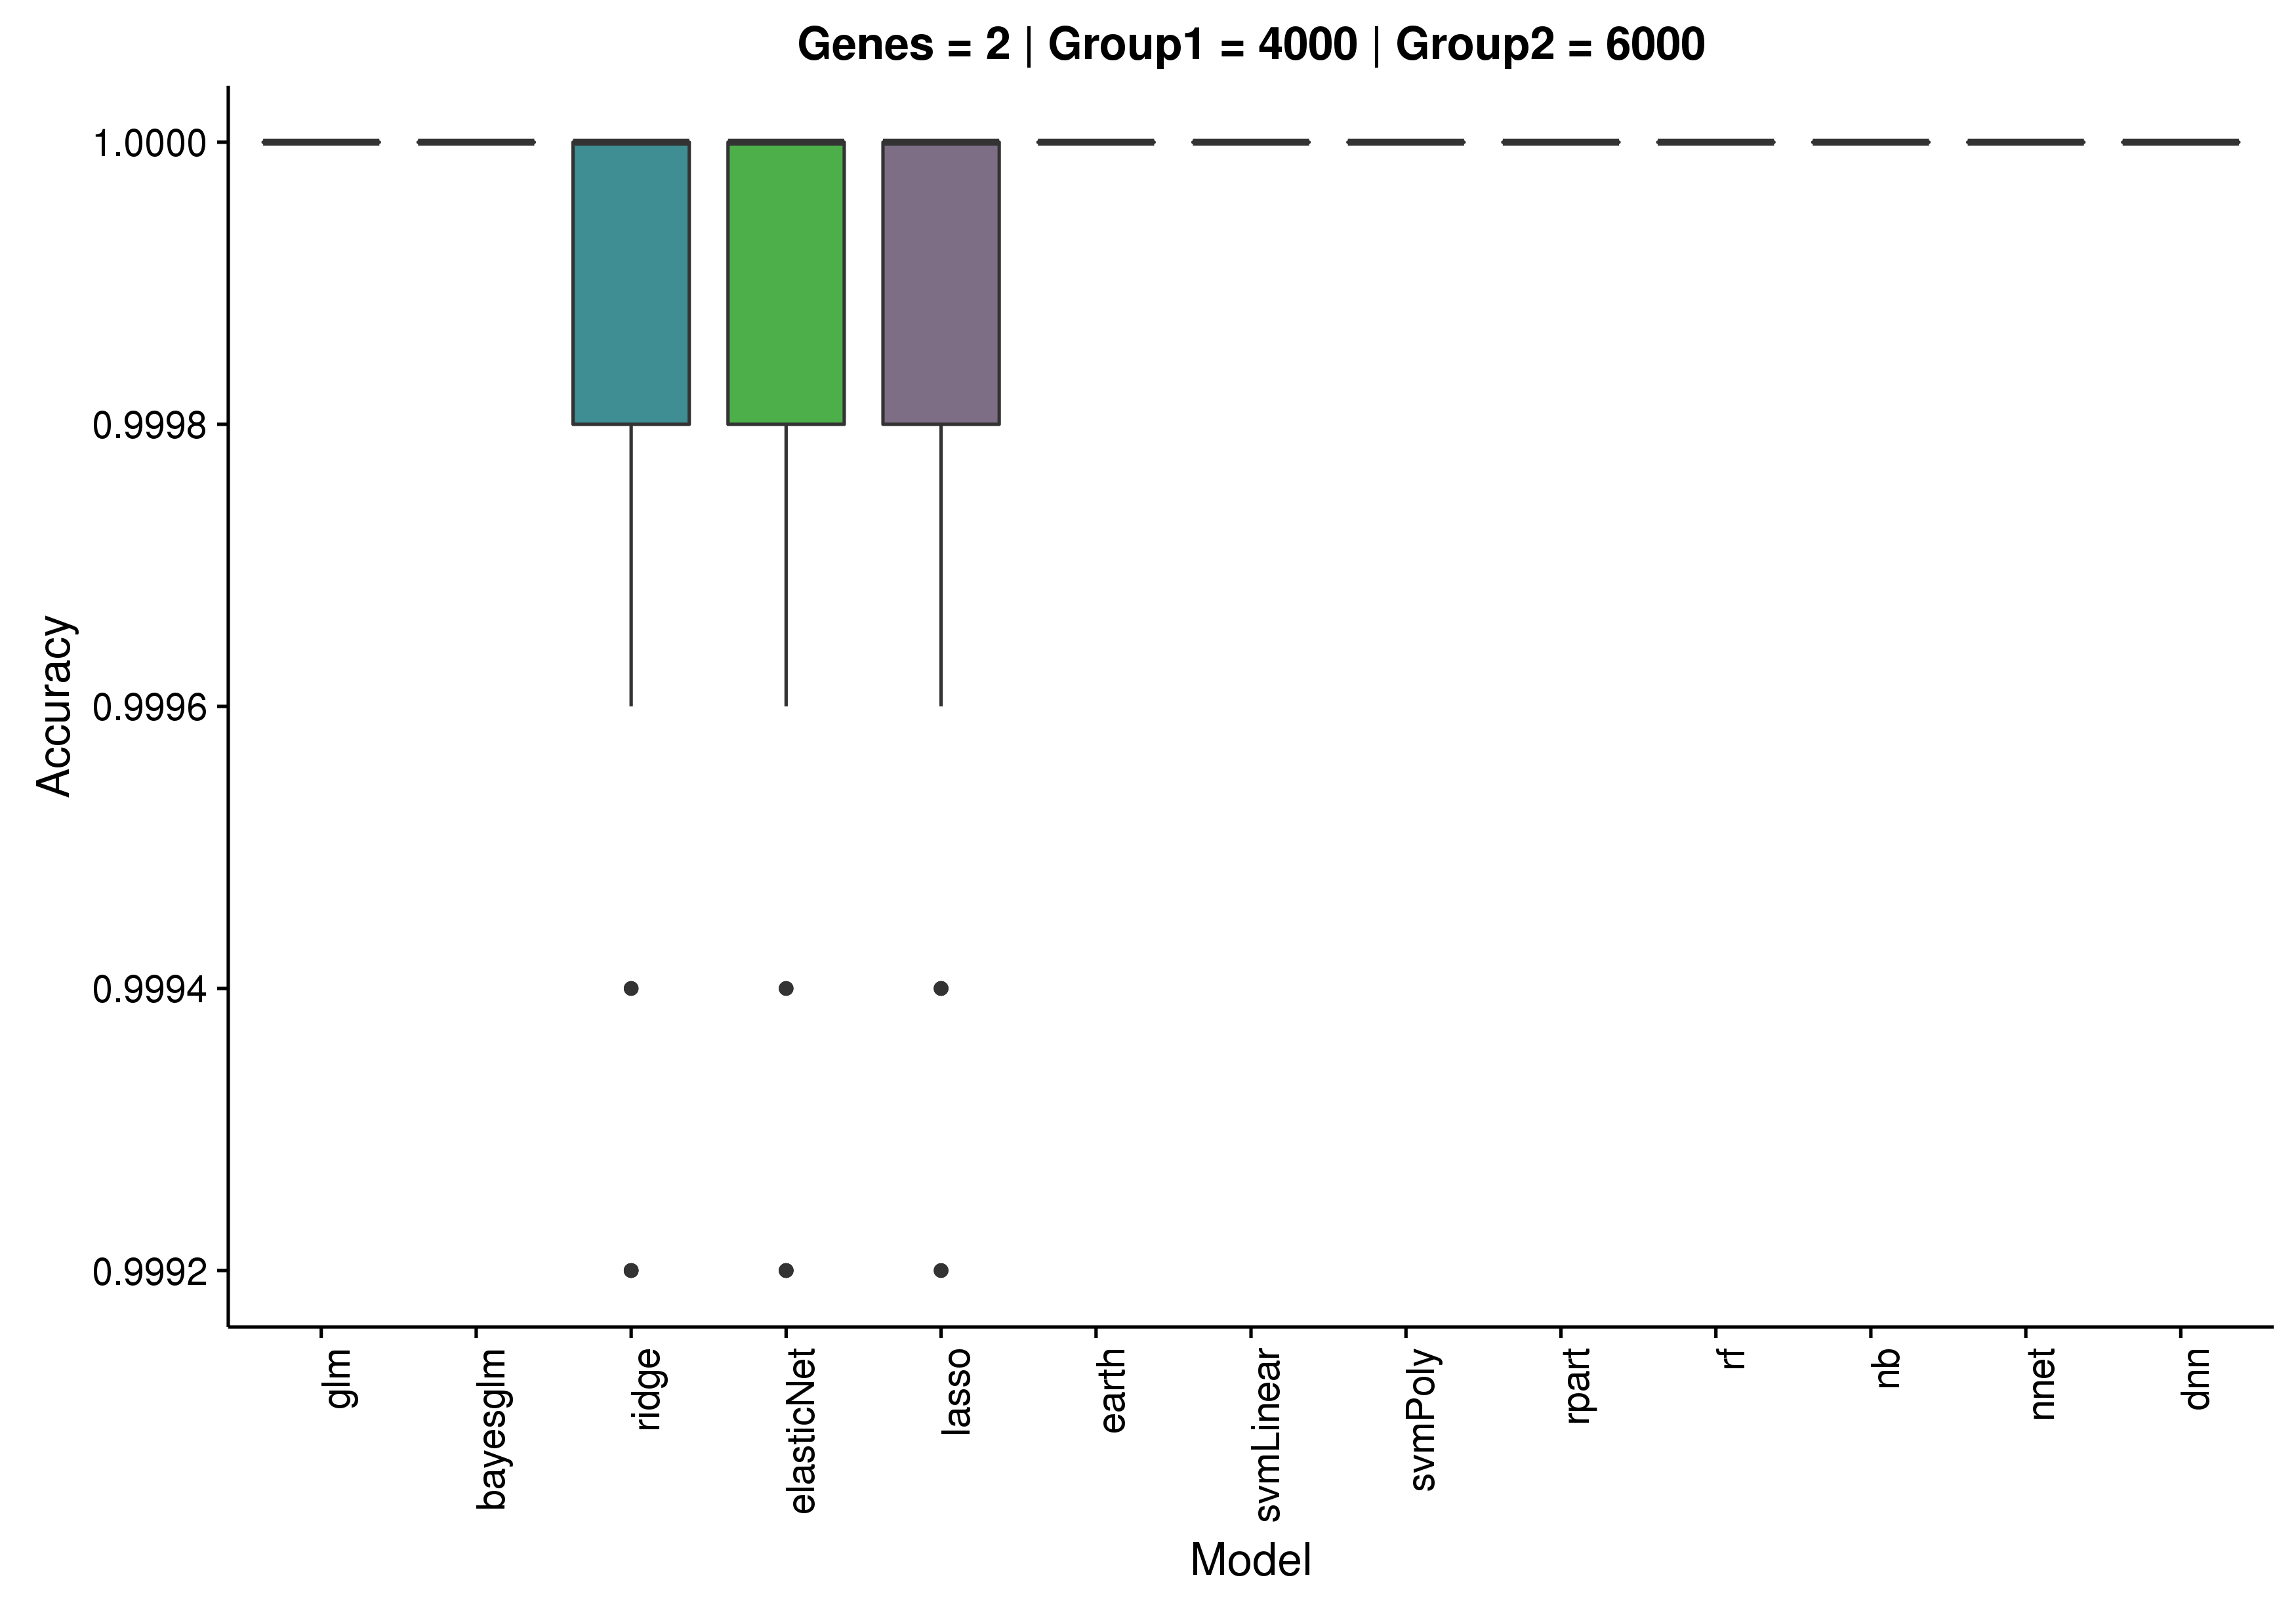 Genes = 2 | Group1 = 4000 | Group2 = 6000
Accuracy
1.0000
0.9998
0.9996
0.9994
0.9992
glm
bayesglm
ridge
elasticNet
lasso
earth
svmLinear
svmPoly
rpart
rf
nb
nnet
dnn
Model